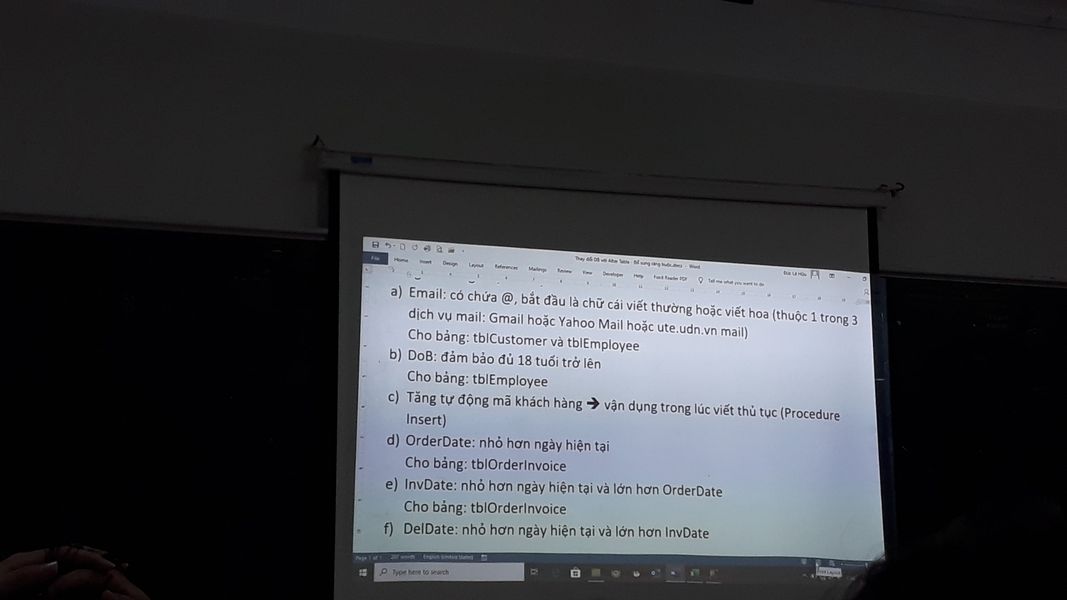 Thay đổi DB với Alter Table - Bổ sung ràng buộc.docx - Word
Đức Lê Hữu
File Home Insert Design Layout References Mailings Review View Developer Help Foxit Reader PDF Tell me what you want to do
a) Email: có chứa @, bắt đầu là chữ cái viết thường hoặc viết hoa (thuộc 1 trong 3
dịch vụ mail: Gmail hoặc Yahoo Mail hoặc ute.udn.vn mail)
Cho bảng: tblCustomer và tblEmployee
b) DoB: đảm bảo đủ 18 tuổi trở lên
Cho bảng: tblEmployee
c) Tăng tự động mã khách hàng ➔ vận dụng trong lúc viết thủ tục (Procedure
Insert)
d) OrderDate: nhỏ hơn ngày hiện tại
Cho bảng: tblOrderInvoice
e) InvDate: nhỏ hơn ngày hiện tại và lớn hơn OrderDate
Cho bảng: tblOrderInvoice
f) DelDate: nhỏ hơn ngày hiện tại và lớn hơn InvDate
Page 1 of 1 207 words English (United States)
Print Layout
Type here to search